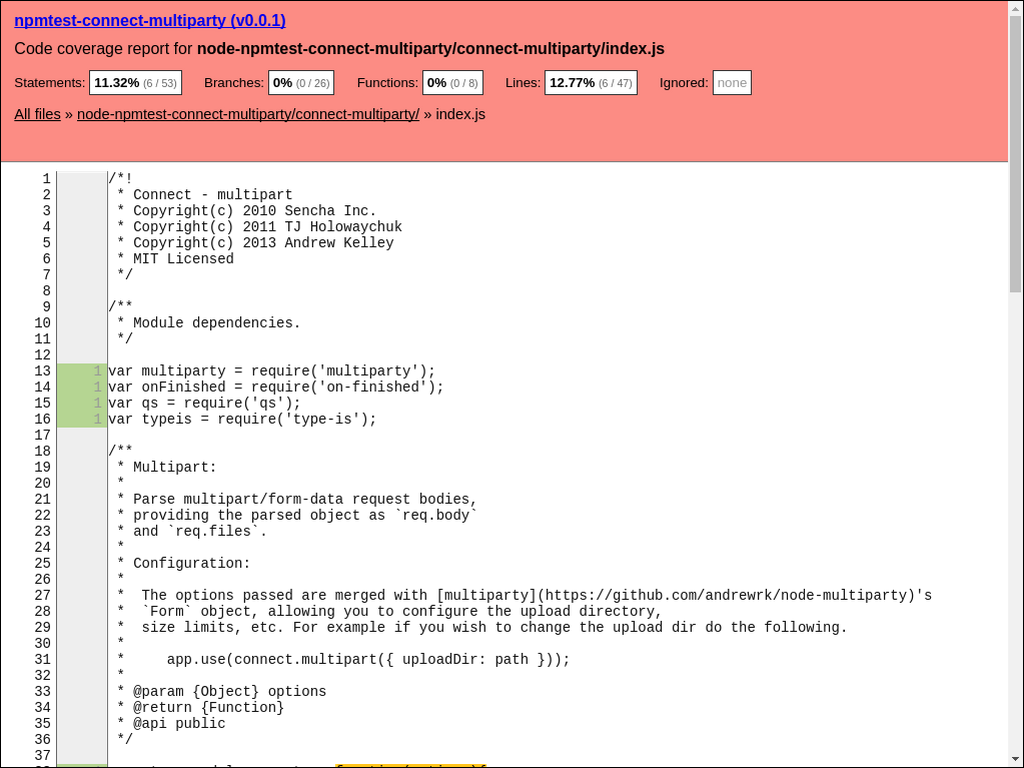 npmtest-connect-multiparty (v0.0.1)
Code coverage report for node-npmtest-connect-multiparty/connect-multiparty/index.js
Statements: 11.32% (6 / 53) Branches: 0% (0 / 26) Functions: 0% (0 / 8) Lines: 12.77% (6 / 47) Ignored: none
All files » node-npmtest-connect-multiparty/connect-multiparty/ » index.js
1 /*!
2  * Connect - multipart
3  * Copyright(c) 2010 Sencha Inc.
4  * Copyright(c) 2011 TJ Holowaychuk
5  * Copyright(c) 2013 Andrew Kelley
6  * MIT Licensed
7  */
8
9 /**
10  * Module dependencies.
11  */
12
13 1 var multiparty = require('multiparty');
14 1 var onFinished = require('on-finished');
15 1 var qs = require('qs');
16 1 var typeis = require('type-is');
17
18 /**
19  * Multipart:
20  *
21  * Parse multipart/form-data request bodies,
22  * providing the parsed object as `req.body`
23  * and `req.files`.
24  *
25  * Configuration:
26  *
27  *  The options passed are merged with [multiparty](https://github.com/andrewrk/node-multiparty)'s
28  *  `Form` object, allowing you to configure the upload directory,
29  *  size limits, etc. For example if you wish to change the upload dir do the following.
30  *
31  *     app.use(connect.multipart({ uploadDir: path }));
32  *
33  * @param {Object} options
34  * @return {Function}
35  * @api public
36  */
37